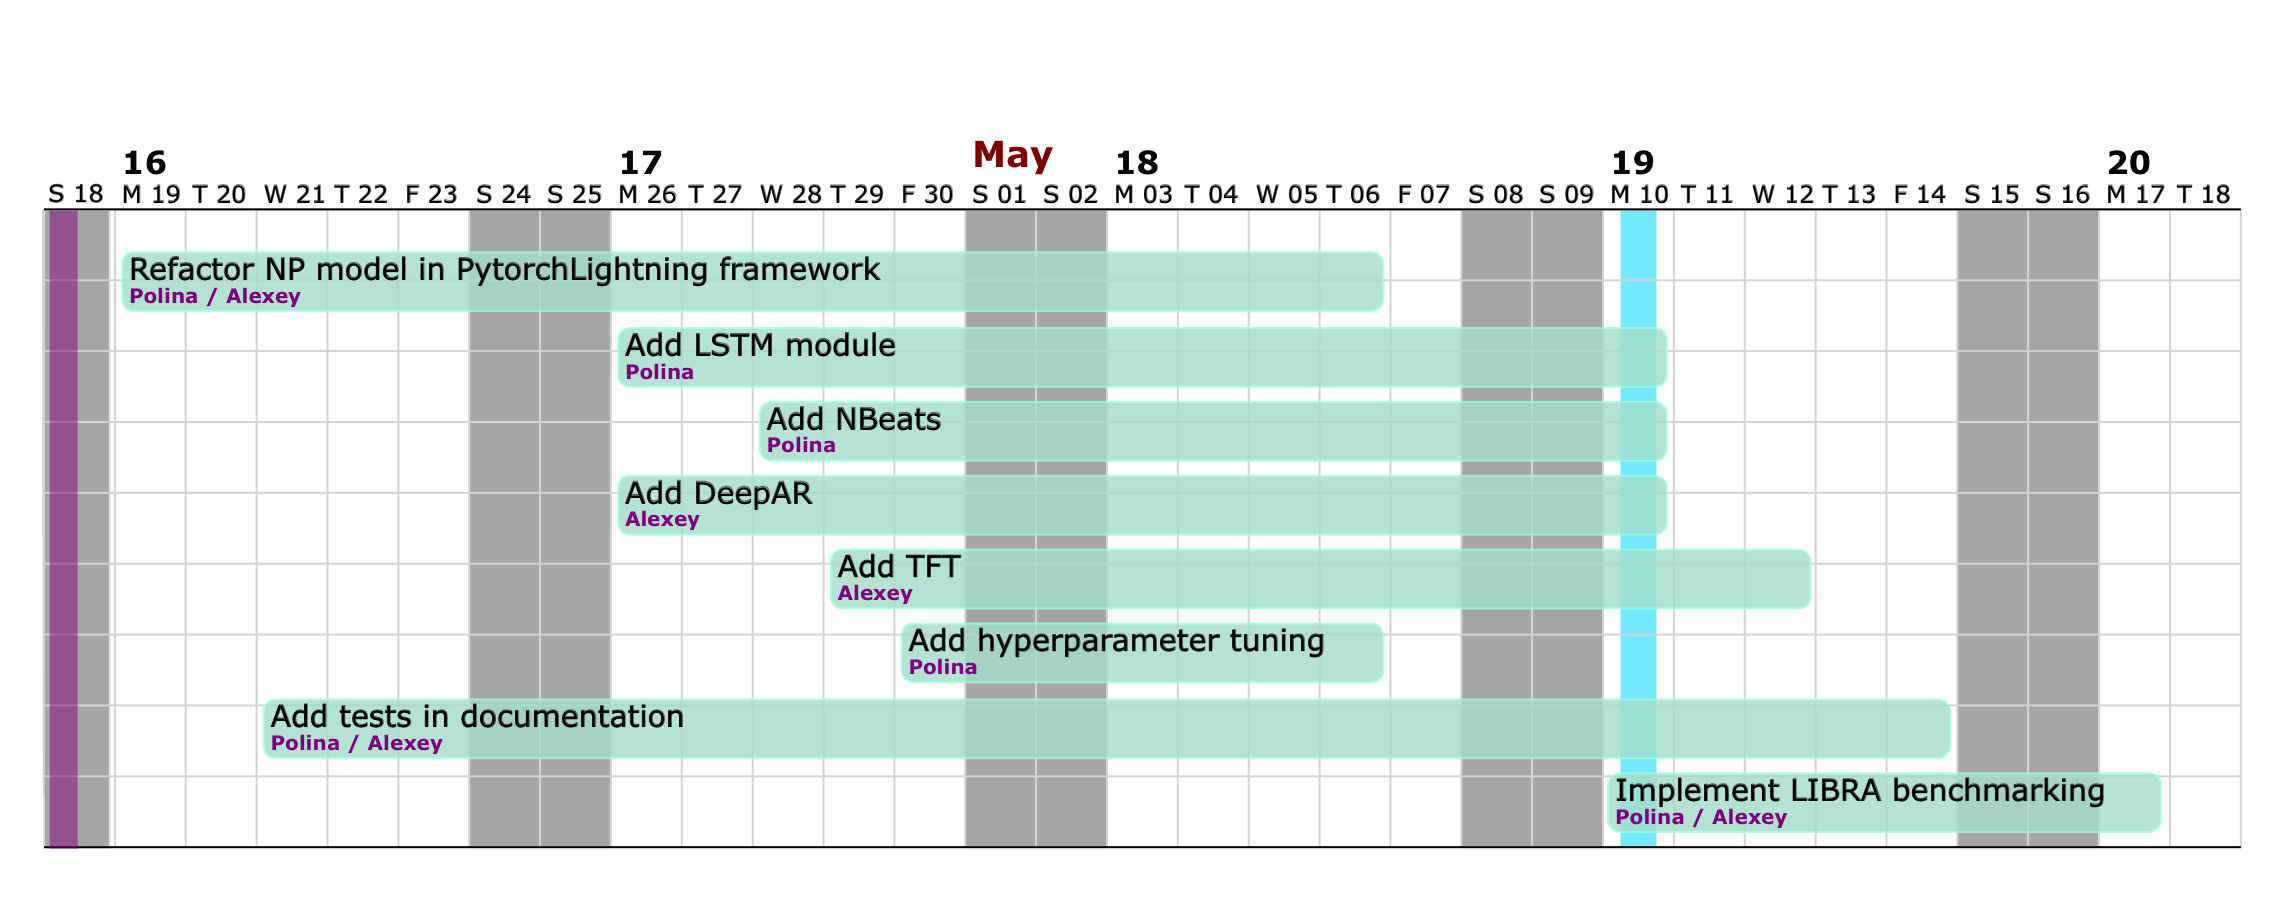 May
16 17 18 19 20
S 18 M 19 T 20 W 21 T 22 F 23 S 24 S 25 M 26 T 27 W 28 T 29 F 30 S 01 S 02 M 03 T 04 W 05 T 06 F 07 S 08 S 09 M 10 T 11 W 12 T 13 F 14 S 15 S 16 M 17 T 18
Refactor NP model in PytorchLightning framework
Polina / Alexey
Add LSTM module
Polina
Add NBeats
Polina
Add DeepAR
Alexey
Add TFT
Alexey
Add hyperparameter tuning
Polina
Add tests in documentation
Polina / Alexey
Implement LIBRA benchmarking
Polina / Alexey